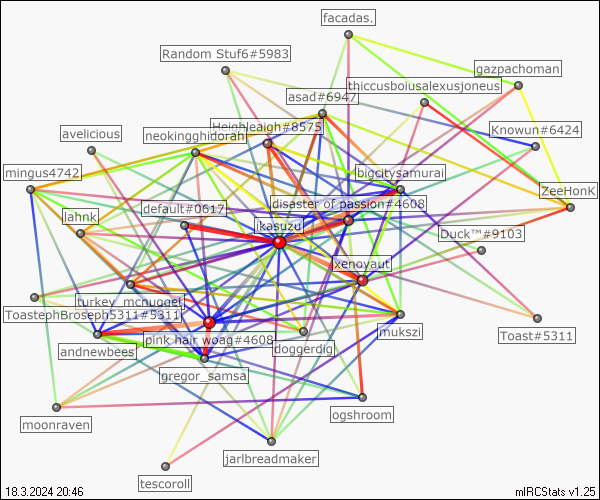 facadas.
Random Stuf6#5983
gazpachoman
thiccusboiusalexusjoneus
asad#6947
Heighleigh#8575
avelicious
neokingghidorah
Knowun#6424
mingus4742
bigcitysamurai
ZeeHonK
disaster of passion#4608
default#0617
lahnk
ikasuzu
Duck™#9103
xenoyaut
turkey_mcnugget
ToastephBroseph5311#5311
mukszi
Toast#5311
pink hair woag#4608
doggerdig
andnewbees
gregor_samsa
ogshroom
moonraven
jarlbreadmaker
tescoroll
18.3.2024 20:46
mIRCStats v1.25